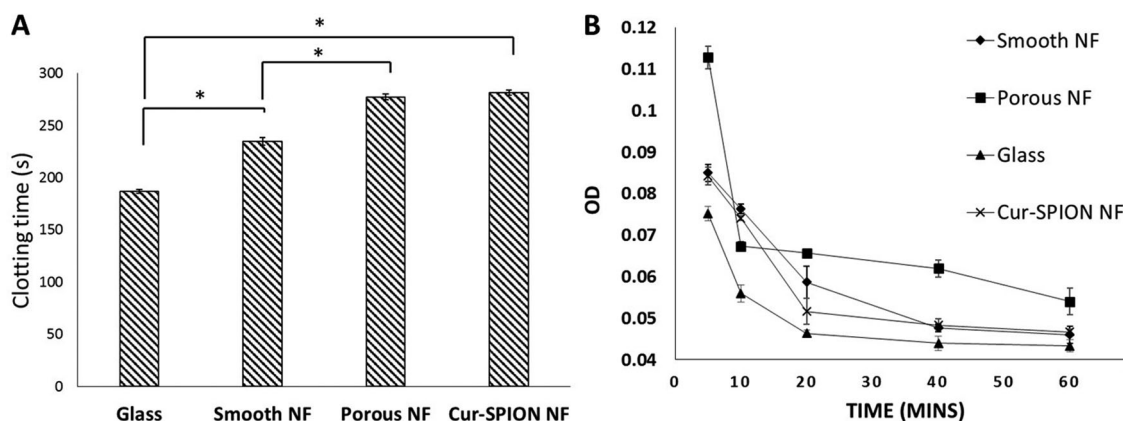 A
*
*
*
300
250
200
150
100
50
0
Clotting time (s)
Glass Smooth NF Porous NF Cur-SPION NF
B
0.12
0.11
0.1
0.09
0.08
0.07
0.06
0.05
0.04
OD
0 10 20 30 40 50 60
TIME (MINS)
Smooth NF
Porous NF
Glass
Cur-SPION NF